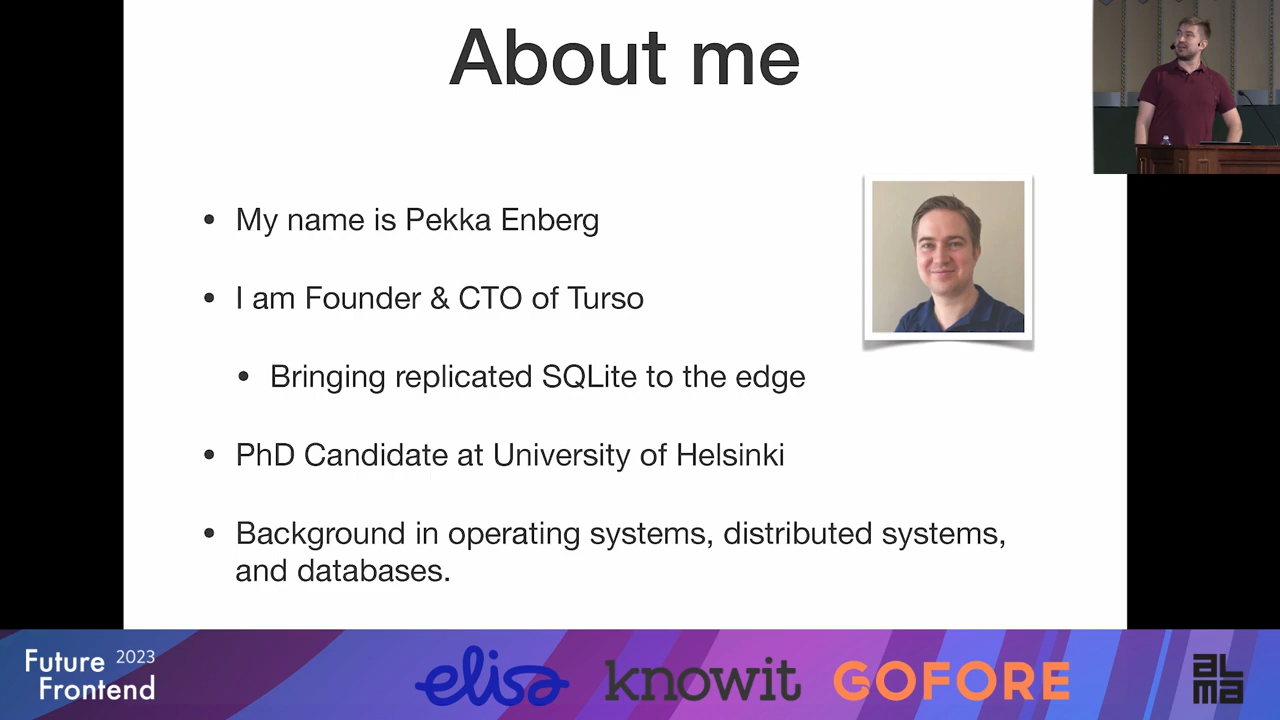 About me
• My name is Pekka Enberg
• I am Founder & CTO of Turso
• Bringing replicated SQLite to the edge
• PhD Candidate at University of Helsinki
• Background in operating systems, distributed systems,
and databases.
Future 2023
Frontend
elisa
knowit
GOFORE
ALMA